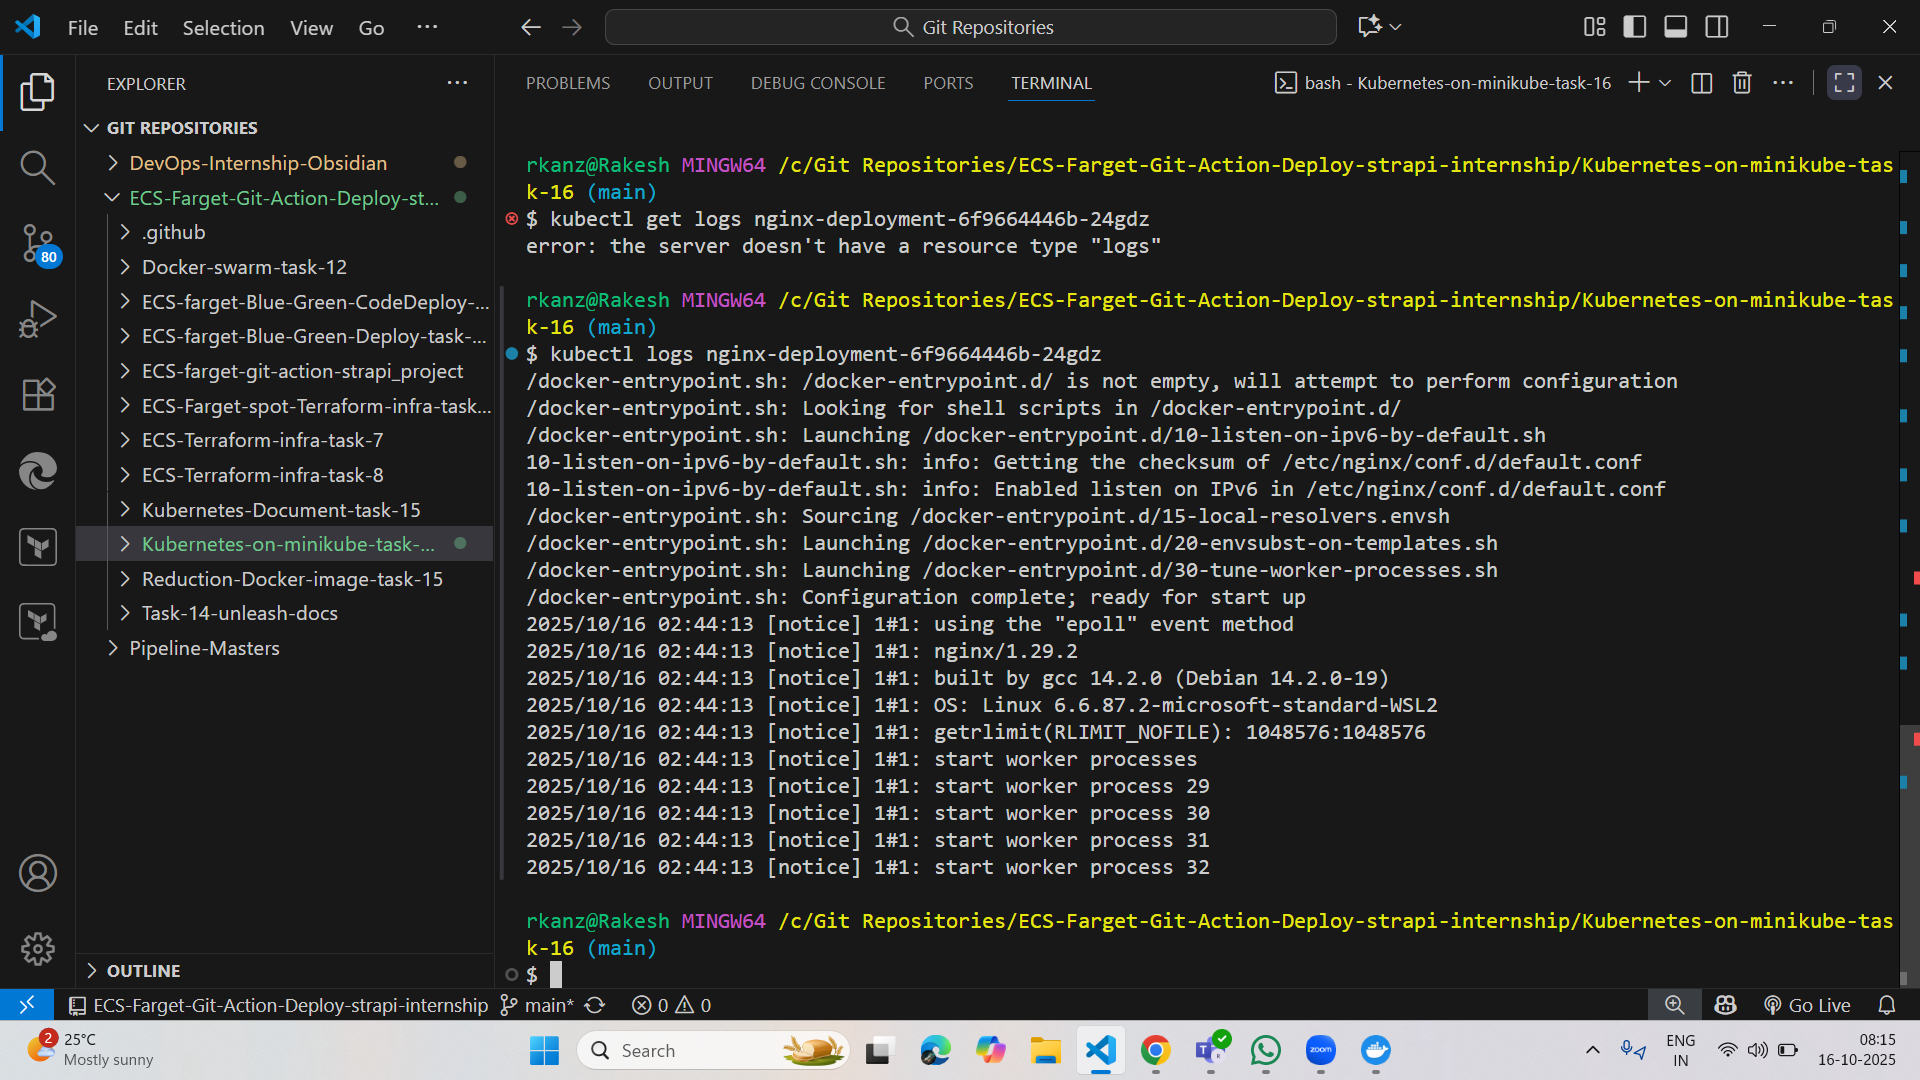 File Edit Selection View Go ···
Git Repositories
EXPLORER
GIT REPOSITORIES
DevOps-Internship-Obsidian
ECS-Farget-Git-Action-Deploy-st...
.github
Docker-swarm-task-12
ECS-farget-Blue-Green-CodeDeploy-...
ECS-farget-Blue-Green-Deploy-task-...
ECS-farget-git-action-strapi_project
ECS-Farget-spot-Terraform-infra-task...
ECS-Terraform-infra-task-7
ECS-Terraform-infra-task-8
Kubernetes-Document-task-15
Kubernetes-on-minikube-task-...
Reduction-Docker-image-task-15
Task-14-unleash-docs
Pipeline-Masters
OUTLINE
80
PROBLEMS OUTPUT DEBUG CONSOLE PORTS TERMINAL
bash - Kubernetes-on-minikube-task-16
rkanz@Rakesh MINGW64 /c/Git Repositories/ECS-Farget-Git-Action-Deploy-strapi-internship/Kubernetes-on-minikube-tas
k-16 (main)
$ kubectl get logs nginx-deployment-6f9664446b-24gdz
error: the server doesn't have a resource type "logs"
rkanz@Rakesh MINGW64 /c/Git Repositories/ECS-Farget-Git-Action-Deploy-strapi-internship/Kubernetes-on-minikube-tas
k-16 (main)
$ kubectl logs nginx-deployment-6f9664446b-24gdz
/docker-entrypoint.sh: /docker-entrypoint.d/ is not empty, will attempt to perform configuration
/docker-entrypoint.sh: Looking for shell scripts in /docker-entrypoint.d/
/docker-entrypoint.sh: Launching /docker-entrypoint.d/10-listen-on-ipv6-by-default.sh
10-listen-on-ipv6-by-default.sh: info: Getting the checksum of /etc/nginx/conf.d/default.conf
10-listen-on-ipv6-by-default.sh: info: Enabled listen on IPv6 in /etc/nginx/conf.d/default.conf
/docker-entrypoint.sh: Sourcing /docker-entrypoint.d/15-local-resolvers.envsh
/docker-entrypoint.sh: Launching /docker-entrypoint.d/20-envsubst-on-templates.sh
/docker-entrypoint.sh: Launching /docker-entrypoint.d/30-tune-worker-processes.sh
/docker-entrypoint.sh: Configuration complete; ready for start up
2025/10/16 02:44:13 [notice] 1#1: using the "epoll" event method
2025/10/16 02:44:13 [notice] 1#1: nginx/1.29.2
2025/10/16 02:44:13 [notice] 1#1: built by gcc 14.2.0 (Debian 14.2.0-19)
2025/10/16 02:44:13 [notice] 1#1: OS: Linux 6.6.87.2-microsoft-standard-WSL2
2025/10/16 02:44:13 [notice] 1#1: getrlimit(RLIMIT_NOFILE): 1048576:1048576
2025/10/16 02:44:13 [notice] 1#1: start worker processes
2025/10/16 02:44:13 [notice] 1#1: start worker process 29
2025/10/16 02:44:13 [notice] 1#1: start worker process 30
2025/10/16 02:44:13 [notice] 1#1: start worker process 31
2025/10/16 02:44:13 [notice] 1#1: start worker process 32
rkanz@Rakesh MINGW64 /c/Git Repositories/ECS-Farget-Git-Action-Deploy-strapi-internship/Kubernetes-on-minikube-tas
k-16 (main)
$
ECS-Farget-Git-Action-Deploy-strapi-internship main* 0 0 Go Live
2 25°C
Mostly sunny
Search
zoom
ENG
IN
08:15
16-10-2025